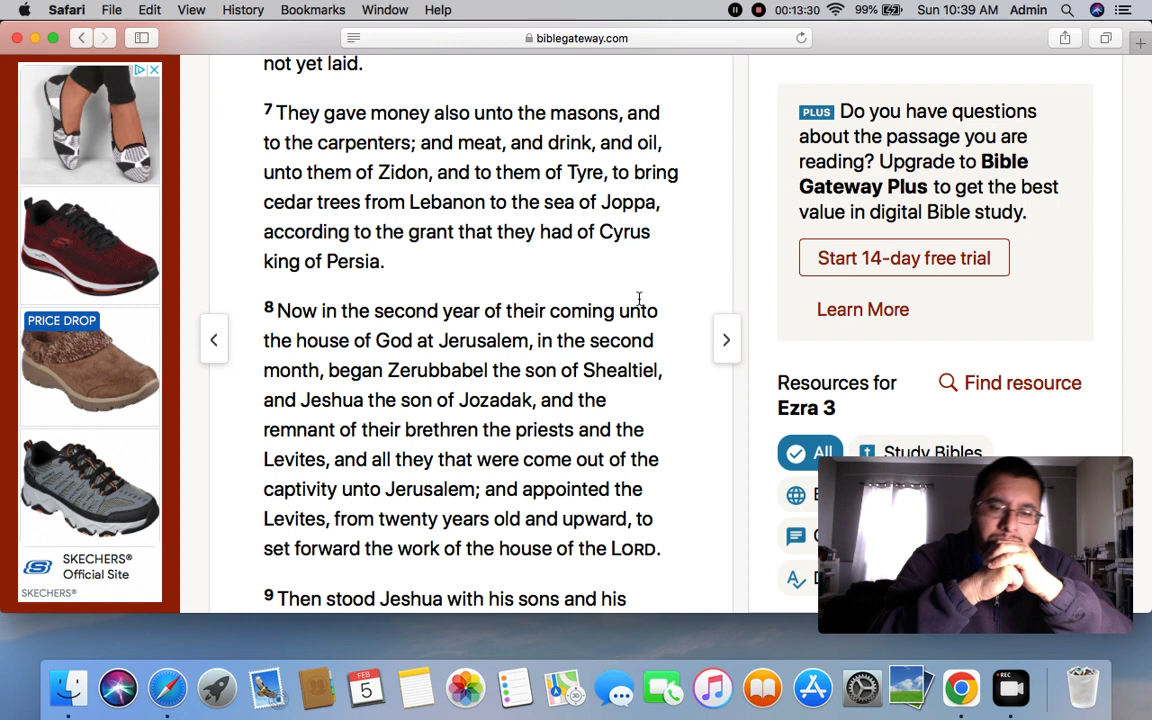 Safari File Edit View History Bookmarks Window Help 00:13:30 99% Sun 10:39 AM Admin
biblegateway.com
not yet laid.
7 They gave money also unto the masons, and
to the carpenters; and meat, and drink, and oil,
unto them of Zidon, and to them of Tyre, to bring
cedar trees from Lebanon to the sea of Joppa,
according to the grant that they had of Cyrus
king of Persia.
8 Now in the second year of their coming unto
the house of God at Jerusalem, in the second
month, began Zerubbabel the son of Shealtiel,
and Jeshua the son of Jozadak, and the
remnant of their brethren the priests and the
Levites, and all they that were come out of the
captivity unto Jerusalem; and appointed the
Levites, from twenty years old and upward, to
set forward the work of the house of the LORD.
9 Then stood Jeshua with his sons and his
PRICE DROP
SKECHERS®
Official Site
SKECHERS®
PLUS Do you have questions
about the passage you are
reading? Upgrade to Bible
Gateway Plus to get the best
value in digital Bible study.
Start 14-day free trial
Learn More
Resources for
Ezra 3
Find resource
All
Study Bibles
FEB
5
REC